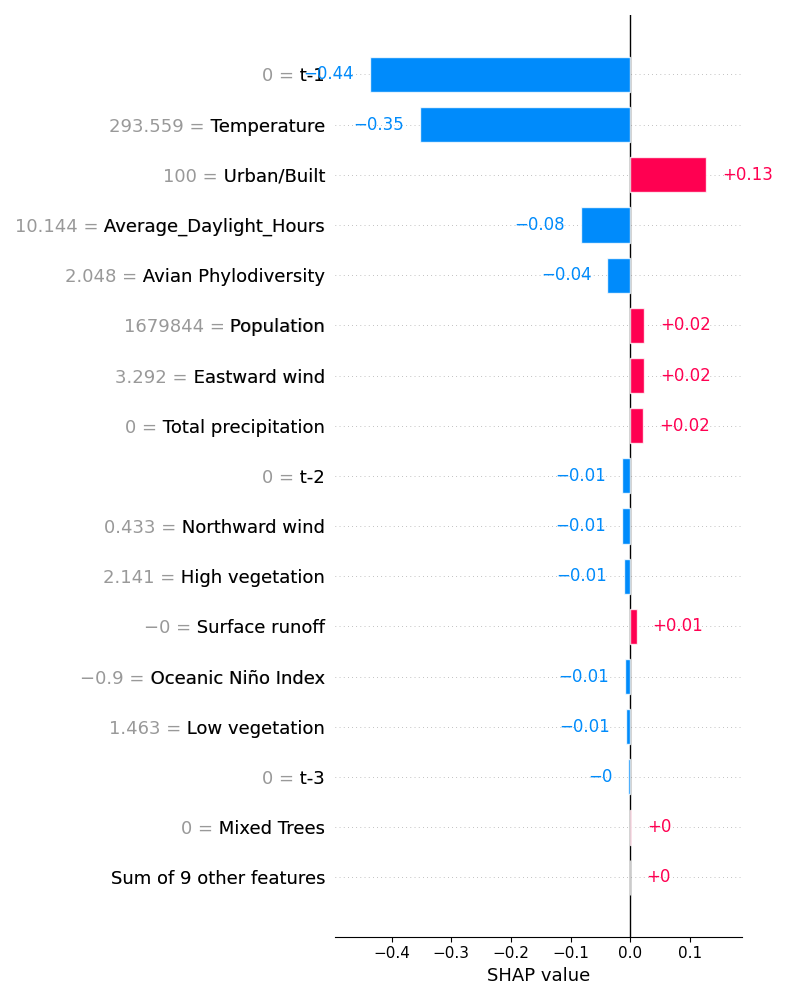 0 = t-1 −0.44
293.559 = Temperature −0.35
100 = Urban/Built +0.13
10.144 = Average_Daylight_Hours −0.08
2.048 = Avian Phylodiversity −0.04
1679844 = Population +0.02
3.292 = Eastward wind +0.02
0 = Total precipitation +0.02
0 = t-2 −0.01
0.433 = Northward wind −0.01
2.141 = High vegetation −0.01
−0 = Surface runoff +0.01
−0.9 = Oceanic Niño Index −0.01
1.463 = Low vegetation −0.01
0 = t-3 −0
0 = Mixed Trees +0
Sum of 9 other features +0
−0.4 −0.3 −0.2 −0.1 0.0 0.1
SHAP value